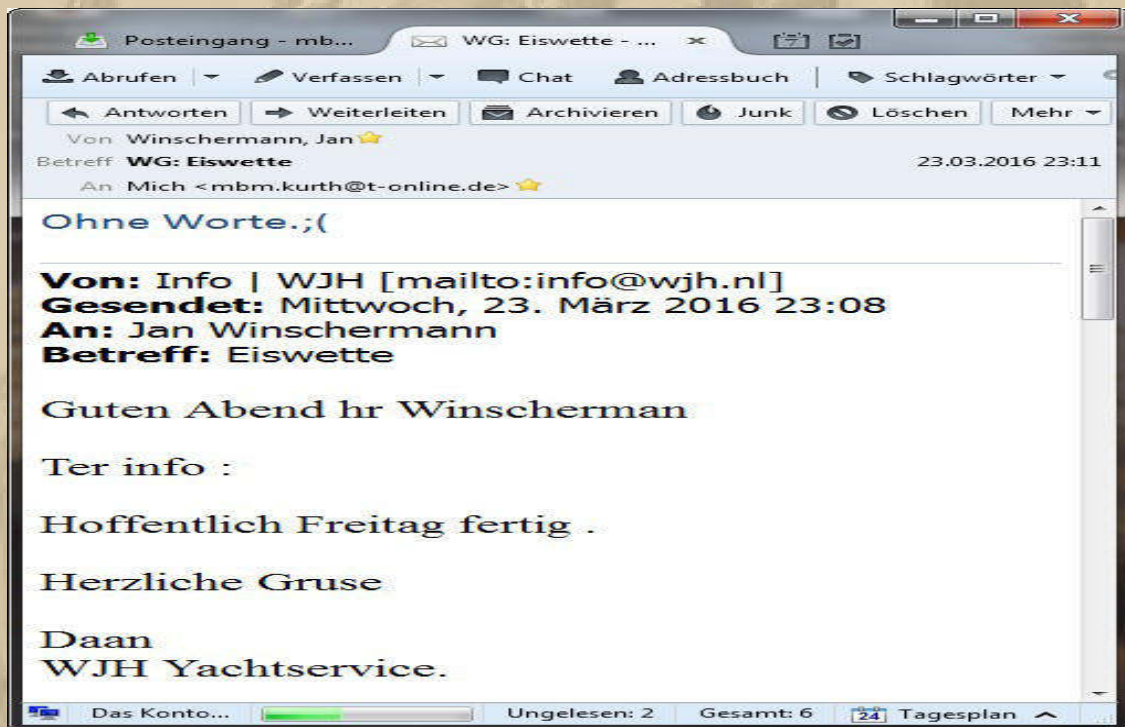 Posteingang - mb... WG: Eiswette - ...
Abrufen Verfassen Chat Adressbuch Schlagwörter
Antworten Weiterleiten Archivieren Junk Löschen Mehr
Von Winschermann, Jan
Betreff WG: Eiswette 23.03.2016 23:11
An Mich <mbm.kurth@t-online.de>
Ohne Worte.;(
Von: Info | WJH [mailto:info@wjh.nl]
Gesendet: Mittwoch, 23. März 2016 23:08
An: Jan Winschermann
Betreff: Eiswette
Guten Abend hr Winscherman
Ter info :
Hoffentlich Freitag fertig .
Herzliche Gruse
Daan
WJH Yachtservice.
Das Konto... Ungelesen: 2 Gesamt: 6 24 Tagesplan